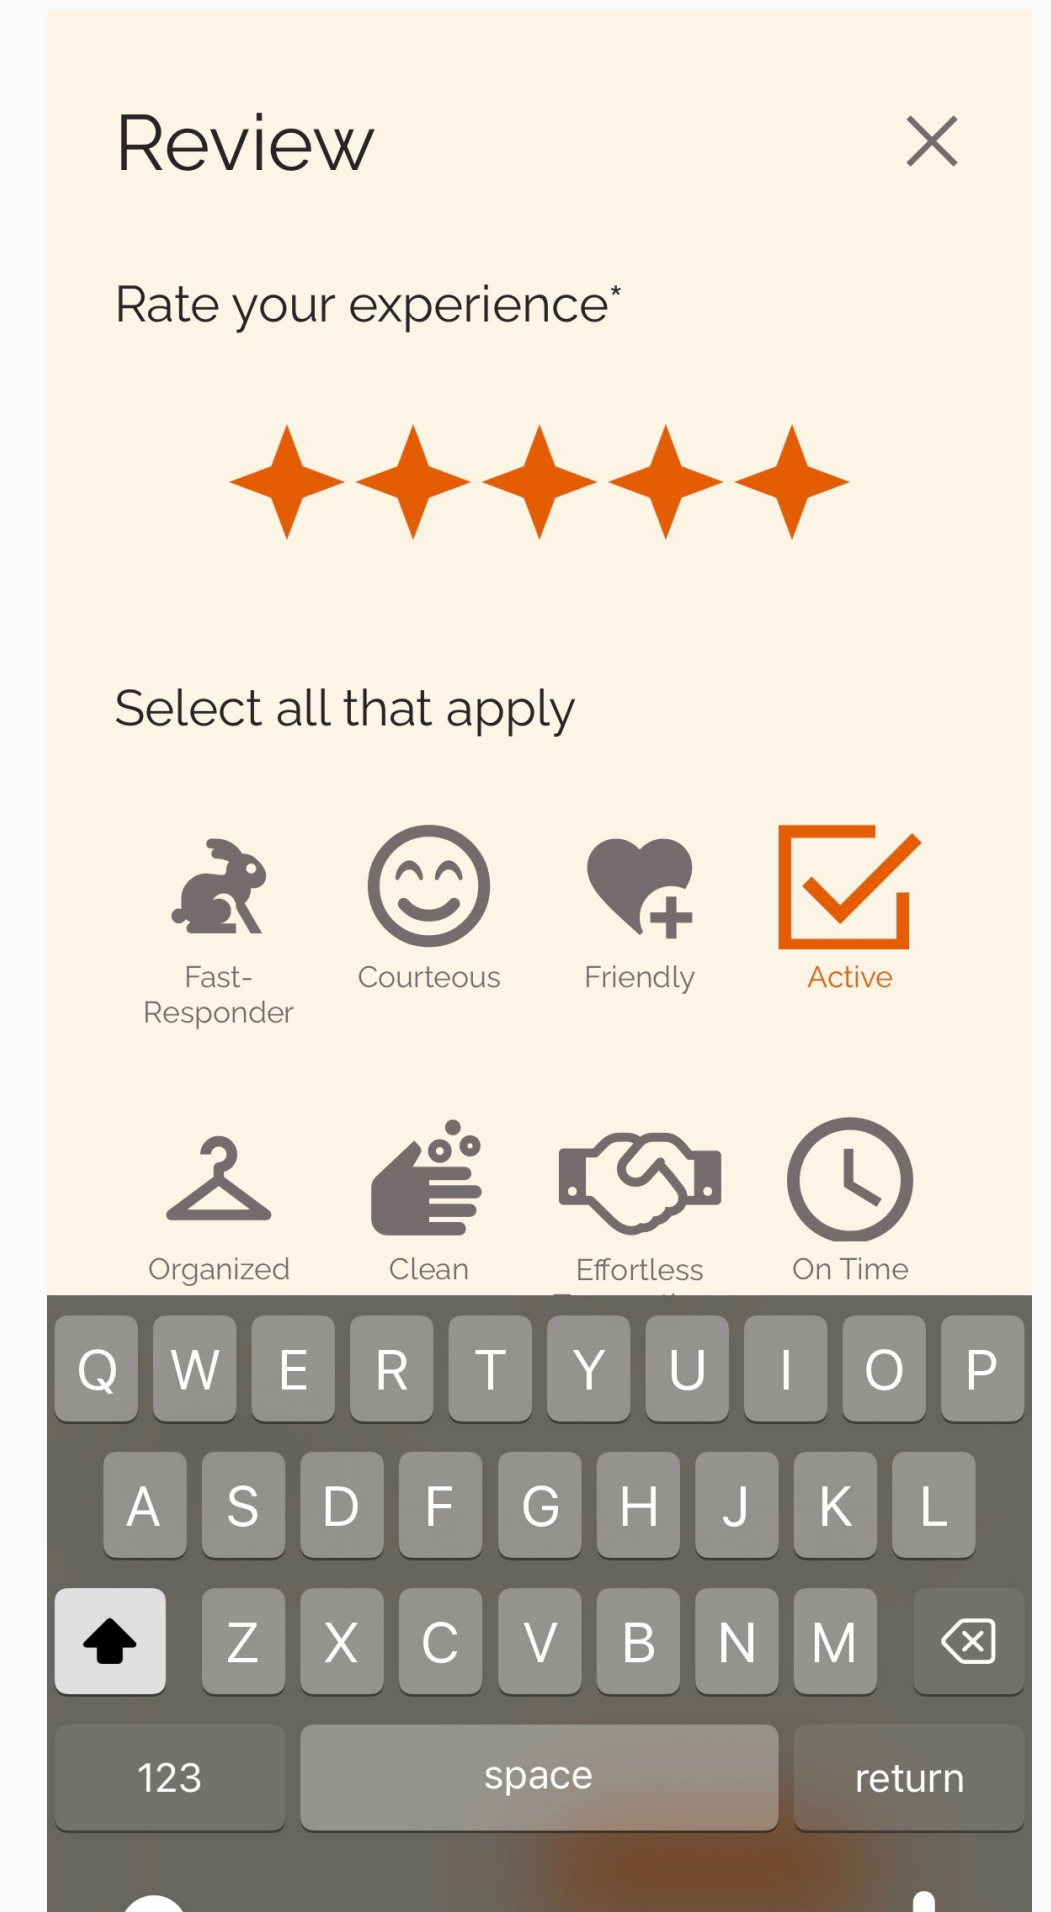 Review
Rate your experience*
Select all that apply
Fast-
Responder
Courteous
Friendly
Active
Organized
Clean
Effortless
On Time
Q W E R T Y U I O P
A S D F G H J K L
Z X C V B N M
123
space
return